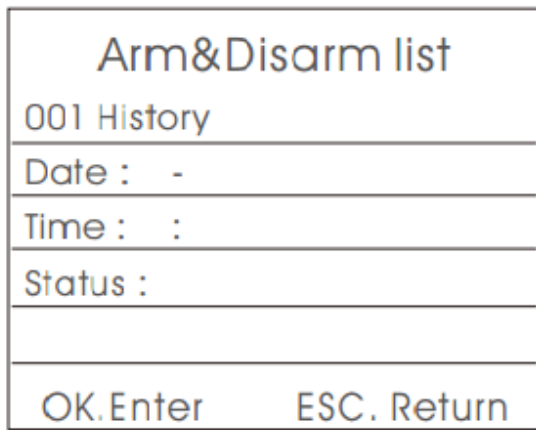 Arm&Disarm list
001 History
Date : -
Time : :
Status :
OK.Enter ESC. Return